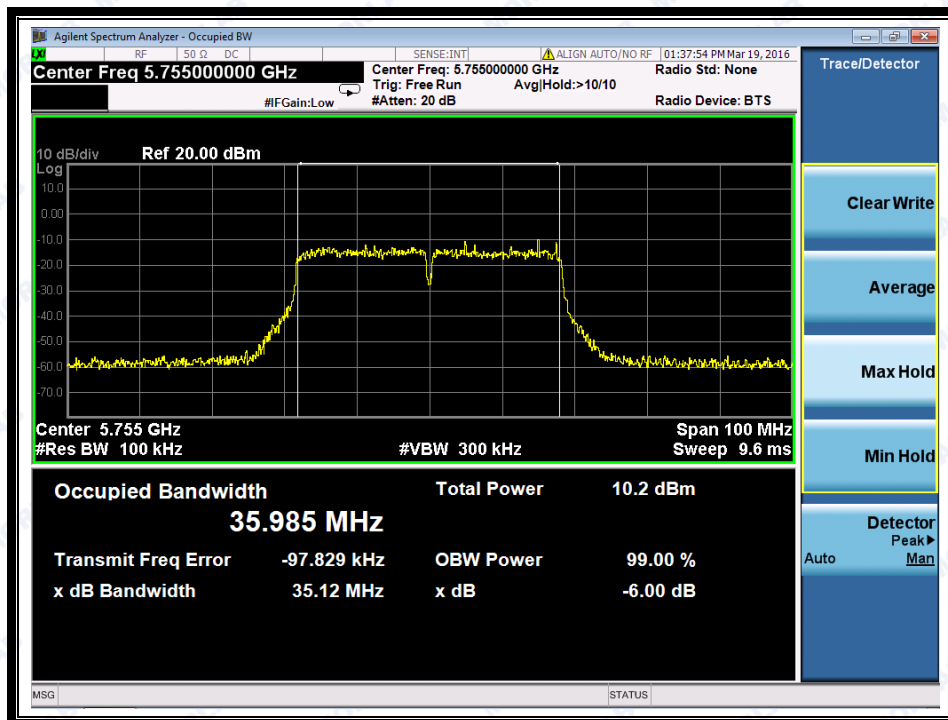 Agilent Spectrum Analyzer - Occupied BW
LXI RF 50 Ω DC SENSE:INT ALIGN AUTO/NO RF 01:37:54 PM Mar 19, 2016
Center Freq 5.755000000 GHz
Center Freq: 5.755000000 GHz Radio Std: None
Trig: Free Run Avg|Hold:>10/10
#IFGain:Low #Atten: 20 dB Radio Device: BTS
Trace/Detector
10 dB/div Ref 20.00 dBm
Log
10.0
0.00
-10.0
-20.0
-30.0
-40.0
-50.0
-60.0
-70.0
Center 5.755 GHz Span 100 MHz
#Res BW 100 kHz #VBW 300 kHz Sweep 9.6 ms
Occupied Bandwidth Total Power 10.2 dBm
35.985 MHz
Transmit Freq Error -97.829 kHz OBW Power 99.00 %
x dB Bandwidth 35.12 MHz x dB -6.00 dB
Clear Write
Average
Max Hold
Min Hold
Detector
Peak▶
Auto Man
MSG STATUS